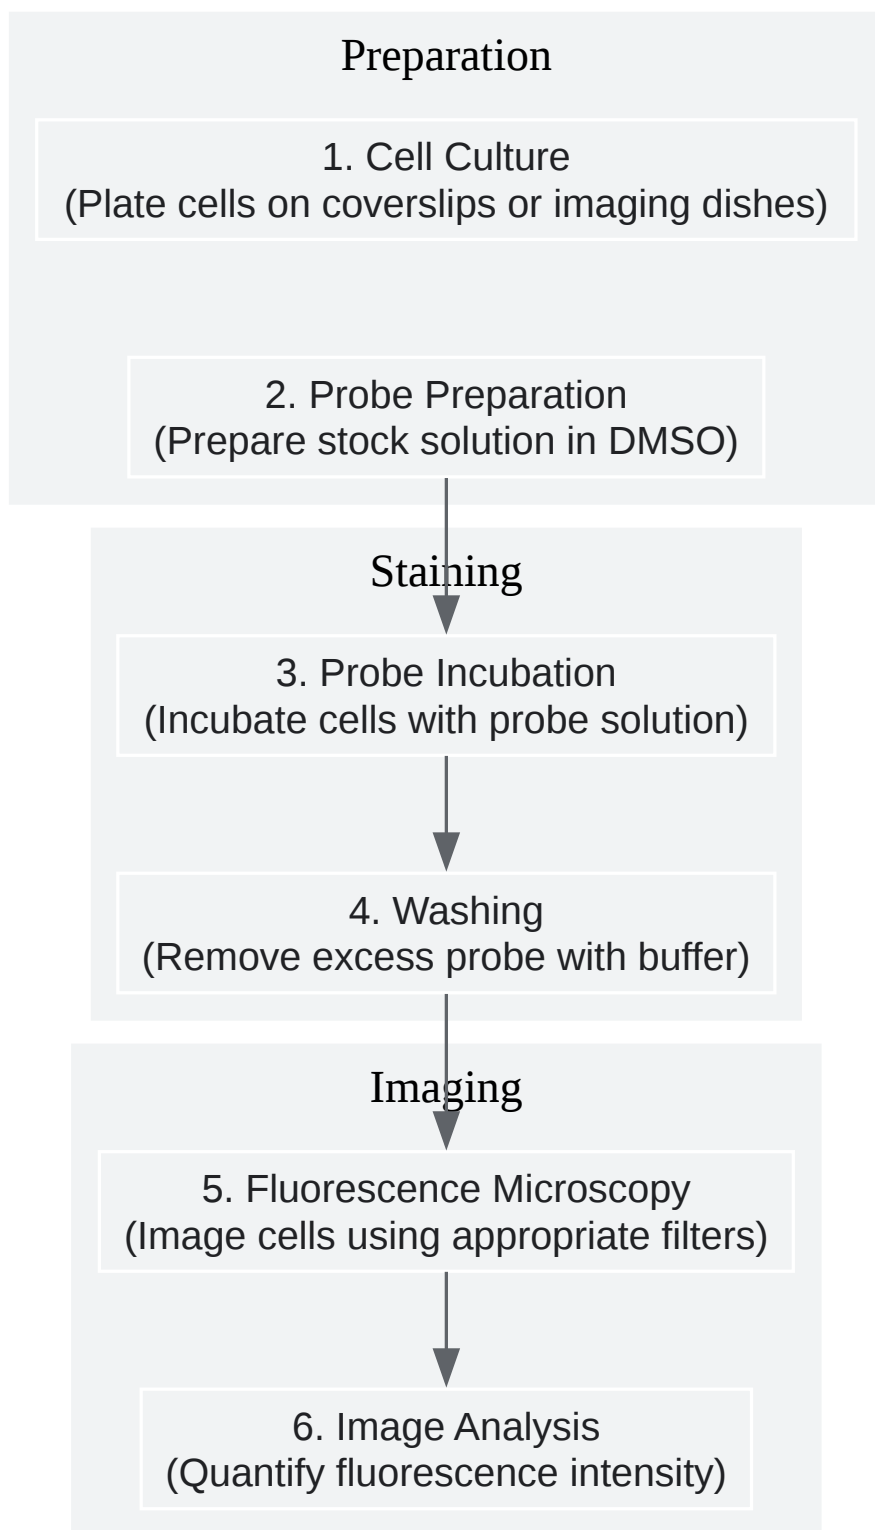 Preparation
1. Cell Culture
(Plate cells on coverslips or imaging dishes)
2. Probe Preparation
(Prepare stock solution in DMSO)
Staining
3. Probe Incubation
(Incubate cells with probe solution)
4. Washing
(Remove excess probe with buffer)
Imaging
5. Fluorescence Microscopy
(Image cells using appropriate filters)
6. Image Analysis
(Quantify fluorescence intensity)